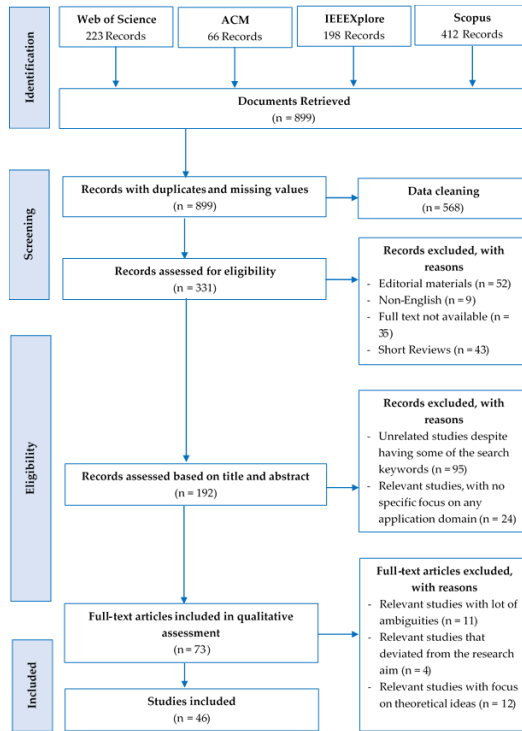 Identification
Web of Science
223 Records
ACM
66 Records
IEEEXplore
198 Records
Scopus
412 Records
Documents Retrieved
(n = 899)
Screening
Records with duplicates and missing values
(n = 899)
Data cleaning
(n = 568)
Records assessed for eligibility
(n = 331)
Records excluded, with
reasons
- Editorial materials (n = 52)
- Non-English (n = 9)
- Full text not available (n =
35)
- Short Reviews (n = 43)
Eligibility
Records assessed based on title and abstract
(n = 192)
Records excluded, with
reasons
- Unrelated studies despite
having some of the search
keywords (n = 95)
- Relevant studies, with no
specific focus on any
application domain (n = 24)
Full-text articles included in qualitative
assessment
(n = 73)
Full-text articles excluded,
with reasons
- Relevant studies with lot of
ambiguities (n = 11)
- Relevant studies that
deviated from the research
aim (n = 4)
- Relevant studies with focus
on theoretical ideas (n = 12)
Included
Studies included
(n = 46)